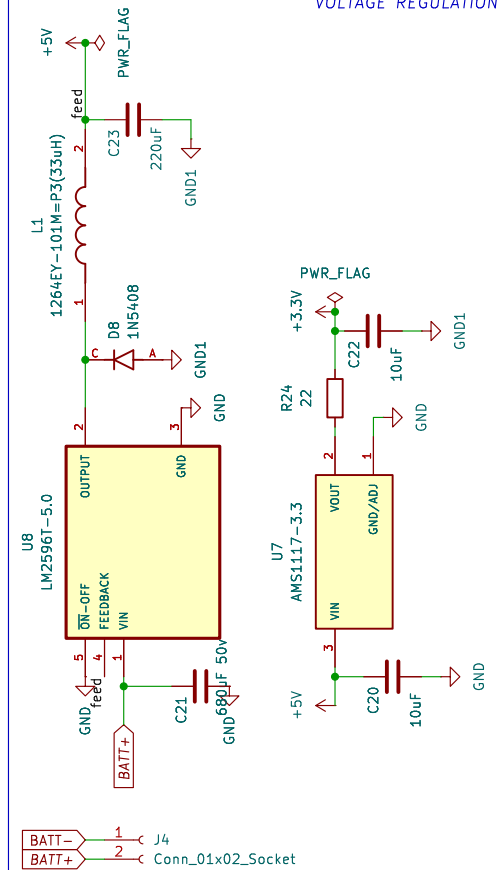 VOLTAGE REGULATION
+5V
PWR_FLAG
feed
2
C23
220uF
GND1
L1
1264EY-101M=P3(33uH)
1
D8
1N5408
C
A
GND1
2
3
GND
OUTPUT
GND
U8
LM2596T-5.0
ON-OFF
FEEDBACK
VIN
5
4
1
GND
feed
C21
680uF 50v
GND
BATT+
PWR_FLAG
+3.3V
C22
10uF
GND1
R24
22
2
1
GND
VOUT
GND/ADJ
U7
AMS1117-3.3
VIN
3
+5V
C20
10uF
GND
BATT-
1
J4
BATT+
2
Conn_01x02_Socket